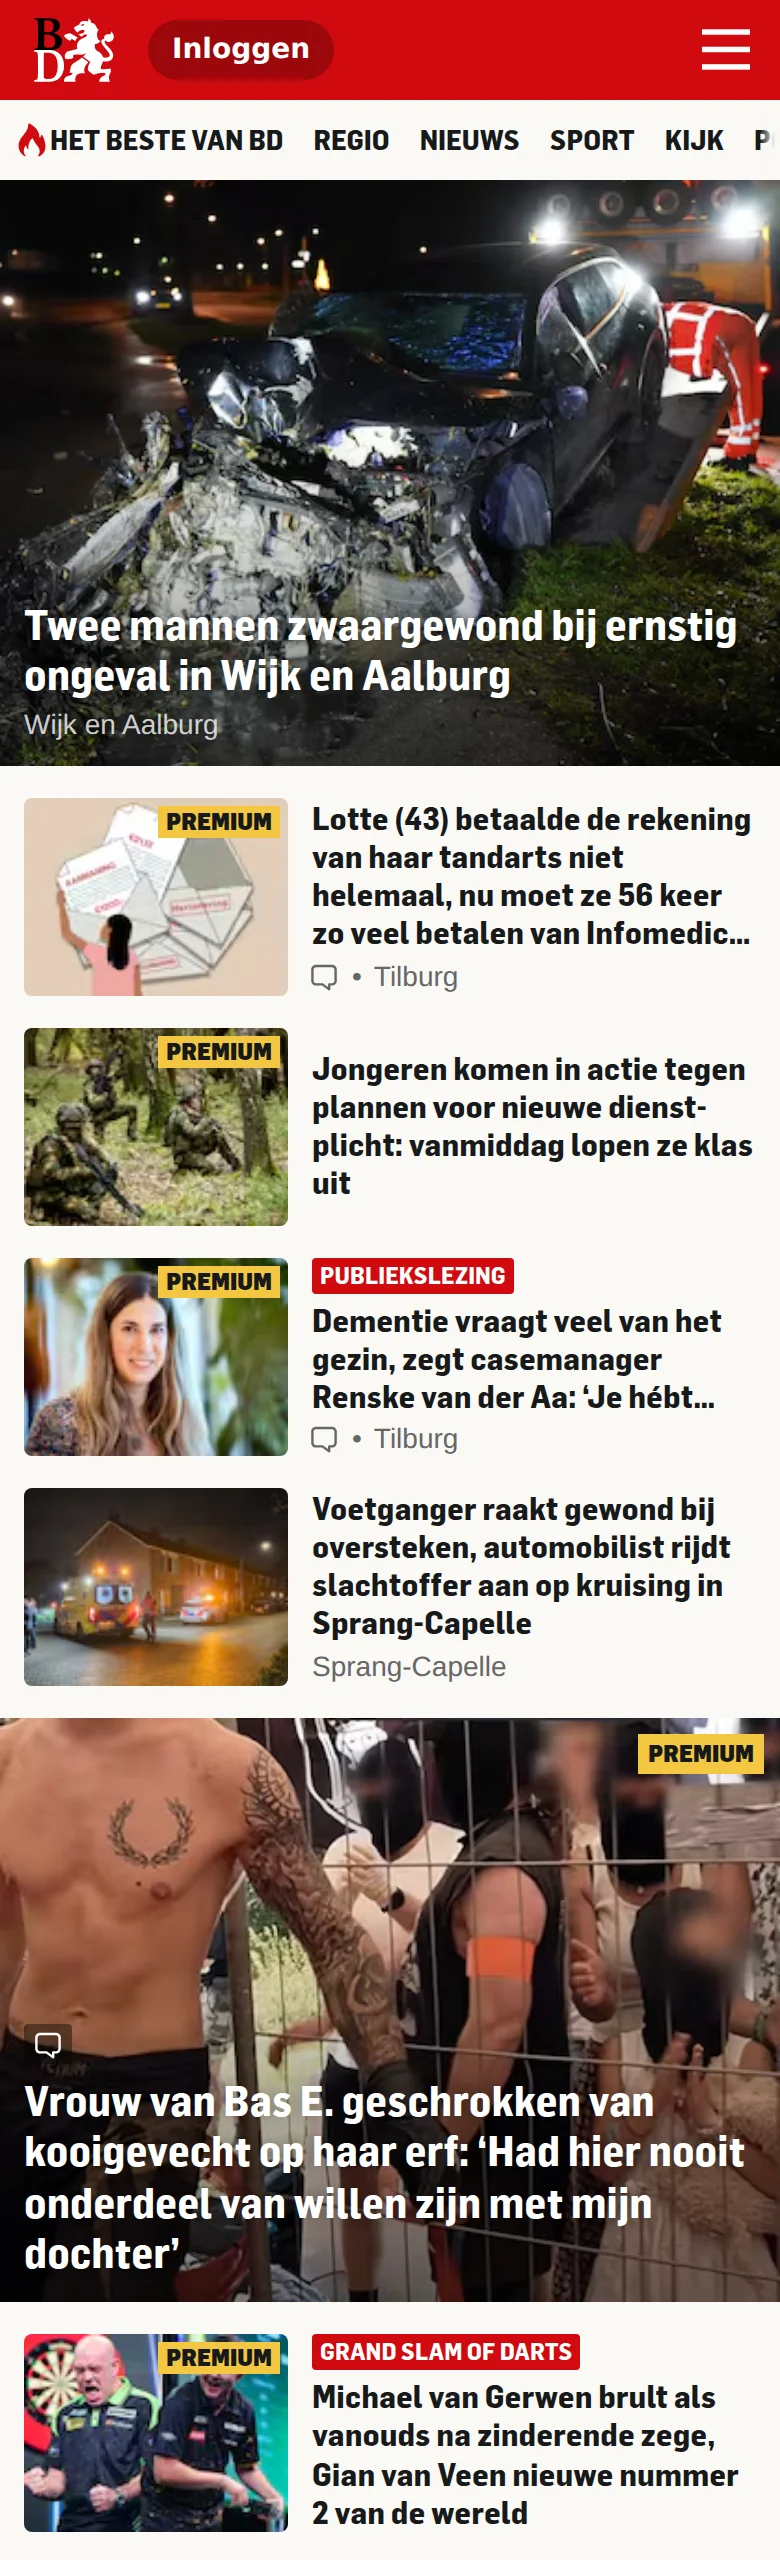 BD
Inloggen
HET BESTE VAN BD REGIO NIEUWS SPORT KIJK
Twee mannen zwaargewond bij ernstig
ongeval in Wijk en Aalburg
Wijk en Aalburg
PREMIUM
AANMANING
Herinnering
Lotte (43) betaalde de rekening
van haar tandarts niet
helemaal, nu moet ze 56 keer
zo veel betalen van Infomedic...
• Tilburg
PREMIUM
Jongeren komen in actie tegen
plannen voor nieuwe dienst-
plicht: vanmiddag lopen ze klas
uit
PREMIUM
PUBLIEKSLEZING
Dementie vraagt veel van het
gezin, zegt casemanager
Renske van der Aa: ‘Je hébt...
• Tilburg
Voetganger raakt gewond bij
oversteken, automobilist rijdt
slachtoffer aan op kruising in
Sprang-Capelle
Sprang-Capelle
PREMIUM
Vrouw van Bas E. geschrokken van
kooigevecht op haar erf: ‘Had hier nooit
onderdeel van willen zijn met mijn
dochter’
PREMIUM
GRAND SLAM OF DARTS
Michael van Gerwen brult als
vanouds na zinderende zege,
Gian van Veen nieuwe nummer
2 van de wereld